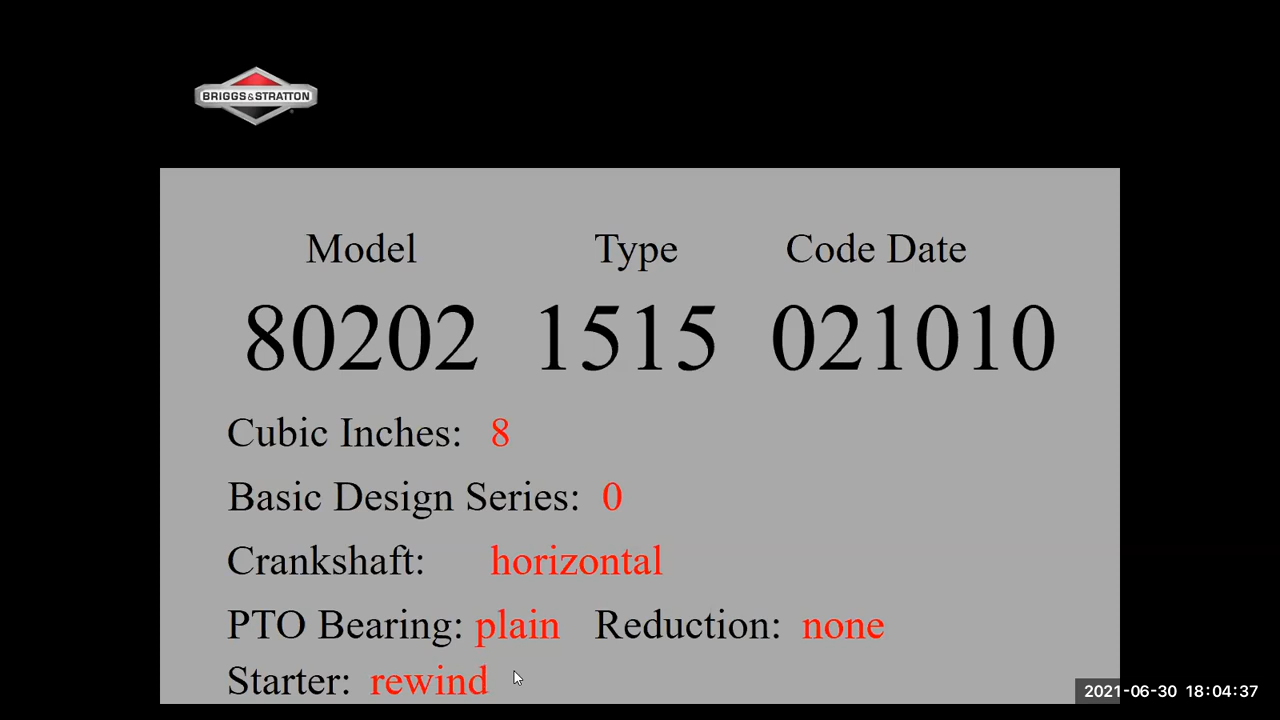 BRIGGS&STRATTON
Model Type Code Date
80202 1515 021010
Cubic Inches: 8
Basic Design Series: 0
Crankshaft: horizontal
PTO Bearing: plain Reduction: none
Starter: rewind
2021-06-30 18:04:37